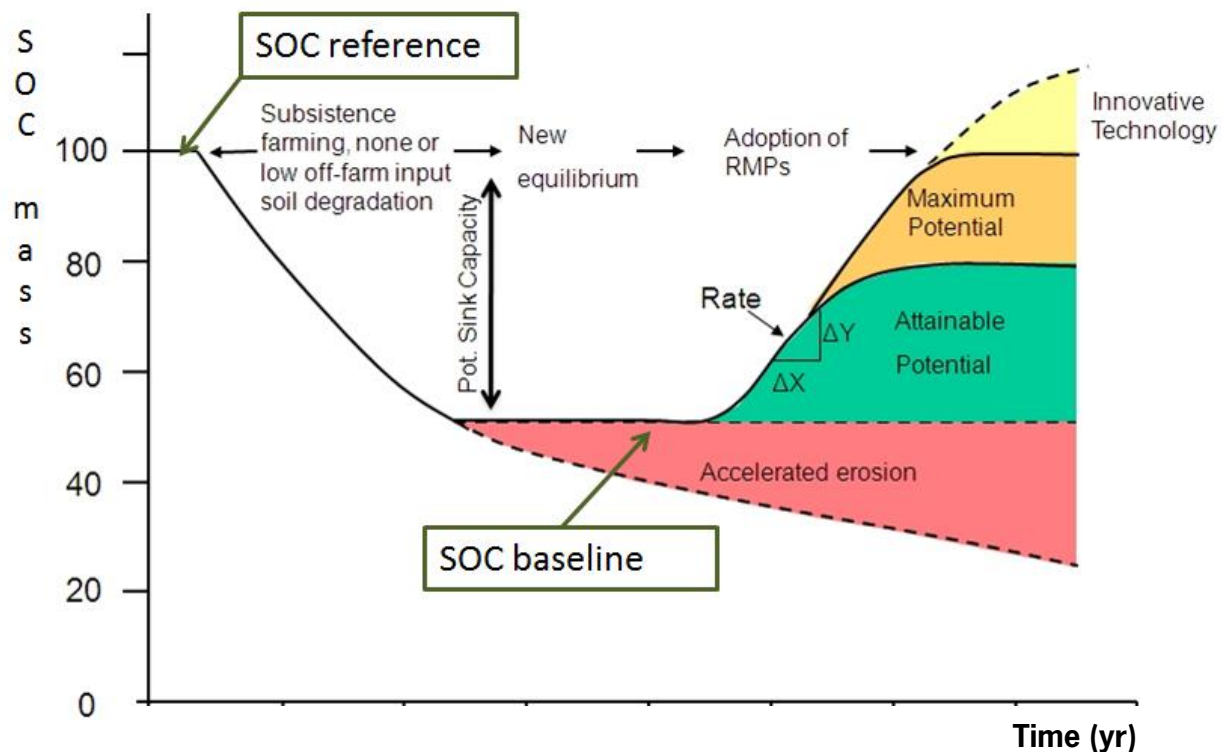 SOC mass
SOC reference
Subsistence
farming, none or
low off-farm input
soil degradation
New
equilibrium
Adoption of
RMPs
Innovative
Technology
100
80
60
40
20
0
Pot. Sink Capacity
Maximum
Potential
Rate
ΔY
ΔX
Attainable
Potential
Accelerated erosion
SOC baseline
Time (yr)